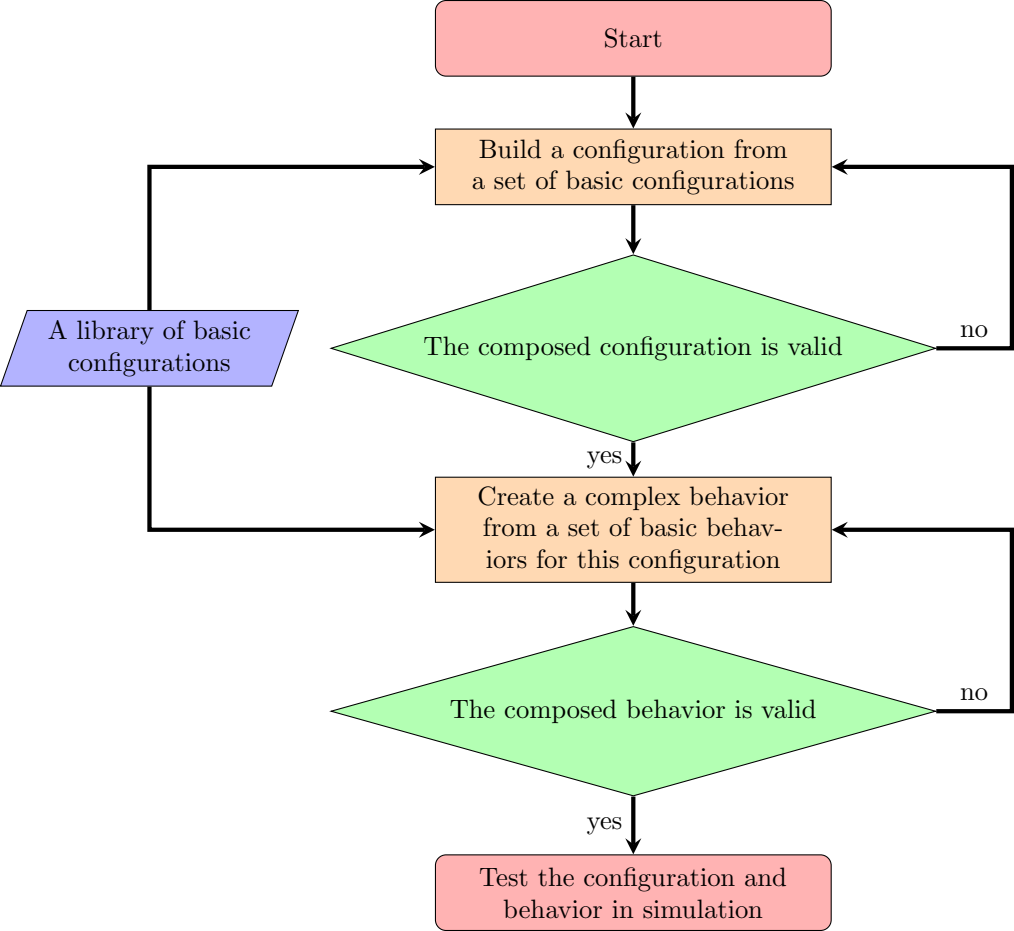 Start
Build a configuration from
a set of basic configurations
A library of basic
configurations
The composed configuration is valid
no
yes
Create a complex behavior
from a set of basic behav-
iors for this configuration
The composed behavior is valid
no
yes
Test the configuration and
behavior in simulation